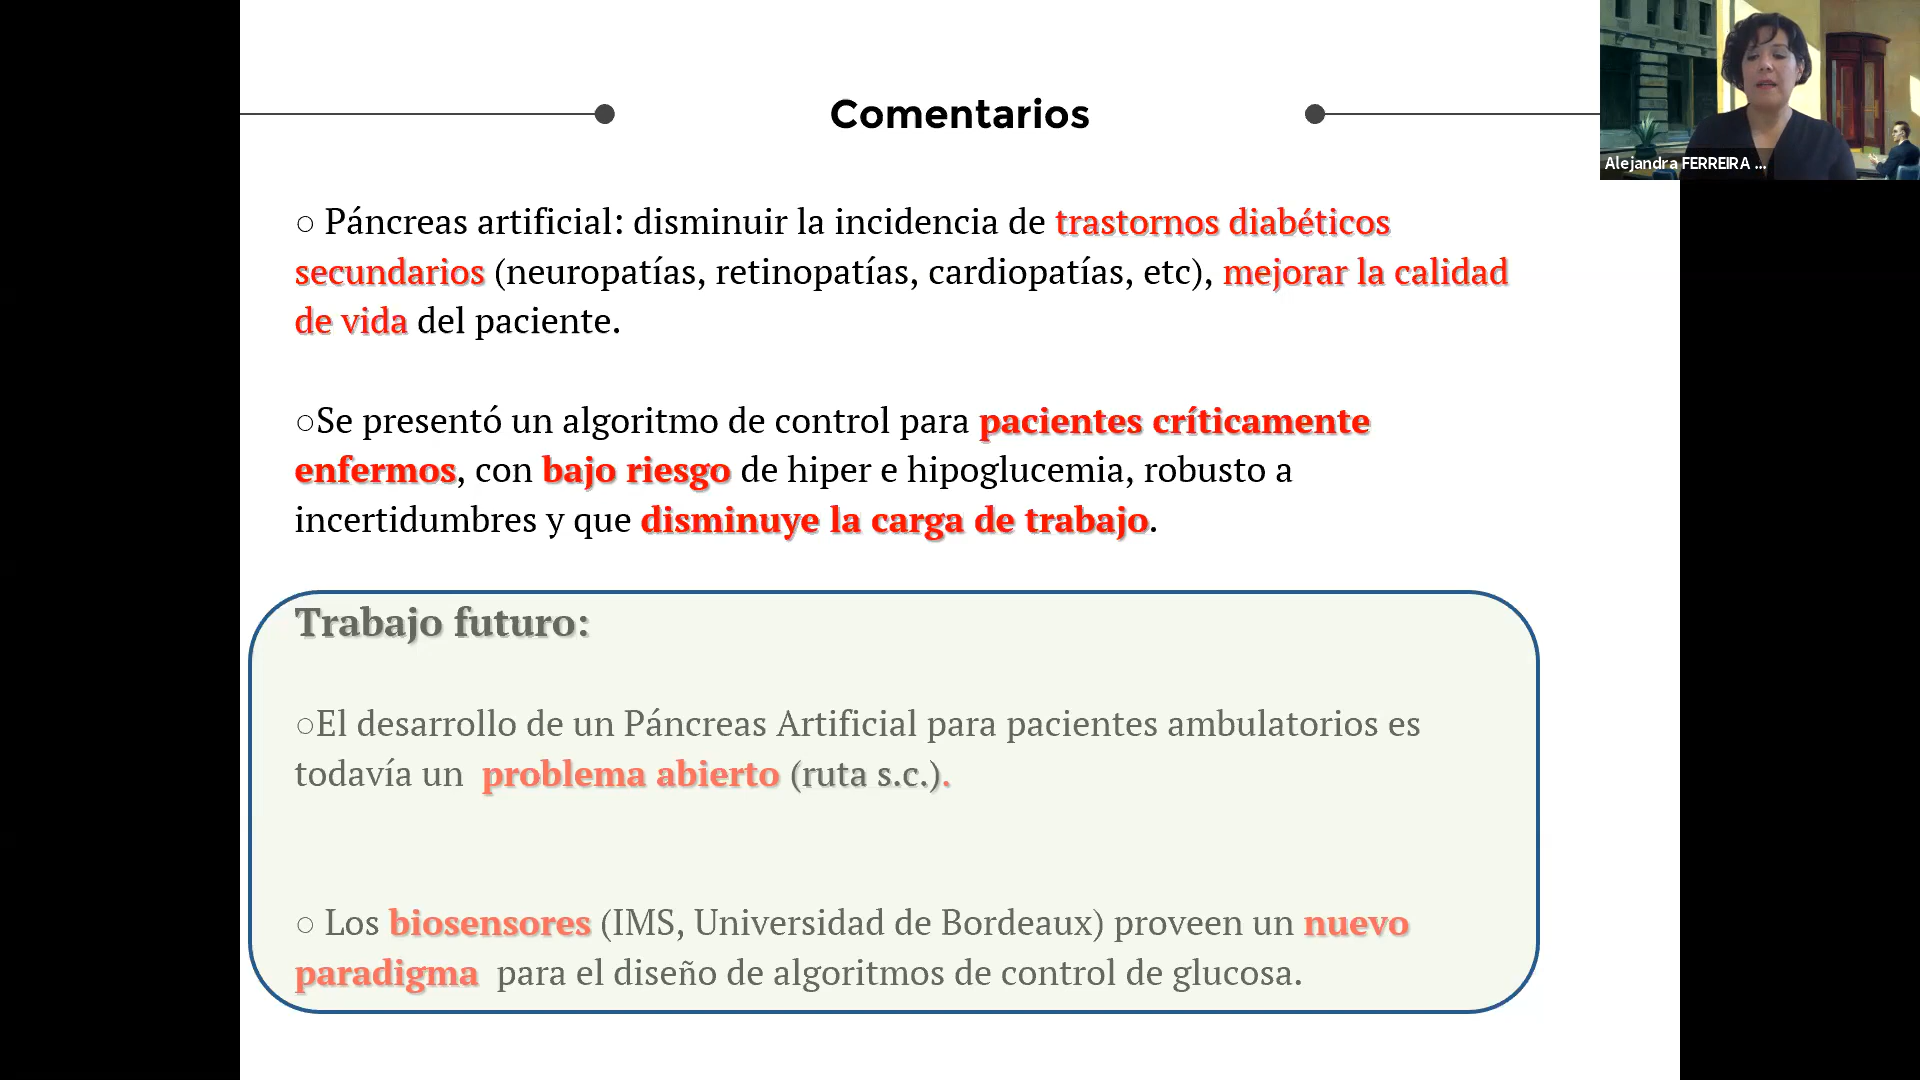 Comentarios
Alejandra FERREIRA ...
○ Páncreas artificial: disminuir la incidencia de trastornos diabéticos
secundarios (neuropatías, retinopatías, cardiopatías, etc), mejorar la calidad
de vida del paciente.
○Se presentó un algoritmo de control para pacientes críticamente
enfermos, con bajo riesgo de hiper e hipoglucemia, robusto a
incertidumbres y que disminuye la carga de trabajo.
Trabajo futuro:
○El desarrollo de un Páncreas Artificial para pacientes ambulatorios es
todavía un problema abierto (ruta s.c.).
○ Los biosensores (IMS, Universidad de Bordeaux) proveen un nuevo
paradigma para el diseño de algoritmos de control de glucosa.